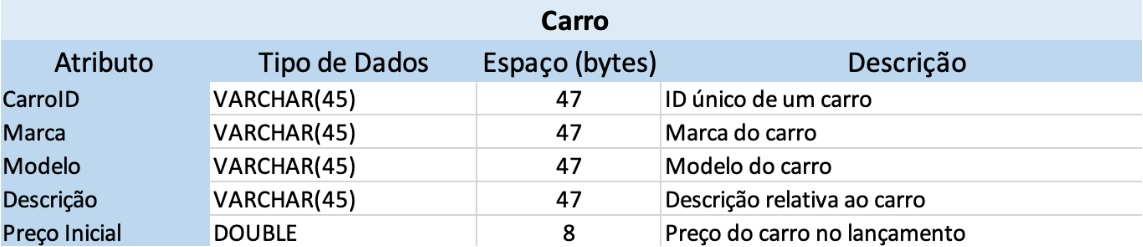 Carro
Atributo Tipo de Dados Espaço (bytes) Descrição
CarroID VARCHAR(45) 47 ID único de um carro
Marca VARCHAR(45) 47 Marca do carro
Modelo VARCHAR(45) 47 Modelo do carro
Descrição VARCHAR(45) 47 Descrição relativa ao carro
Preço Inicial DOUBLE 8 Preço do carro no lançamento